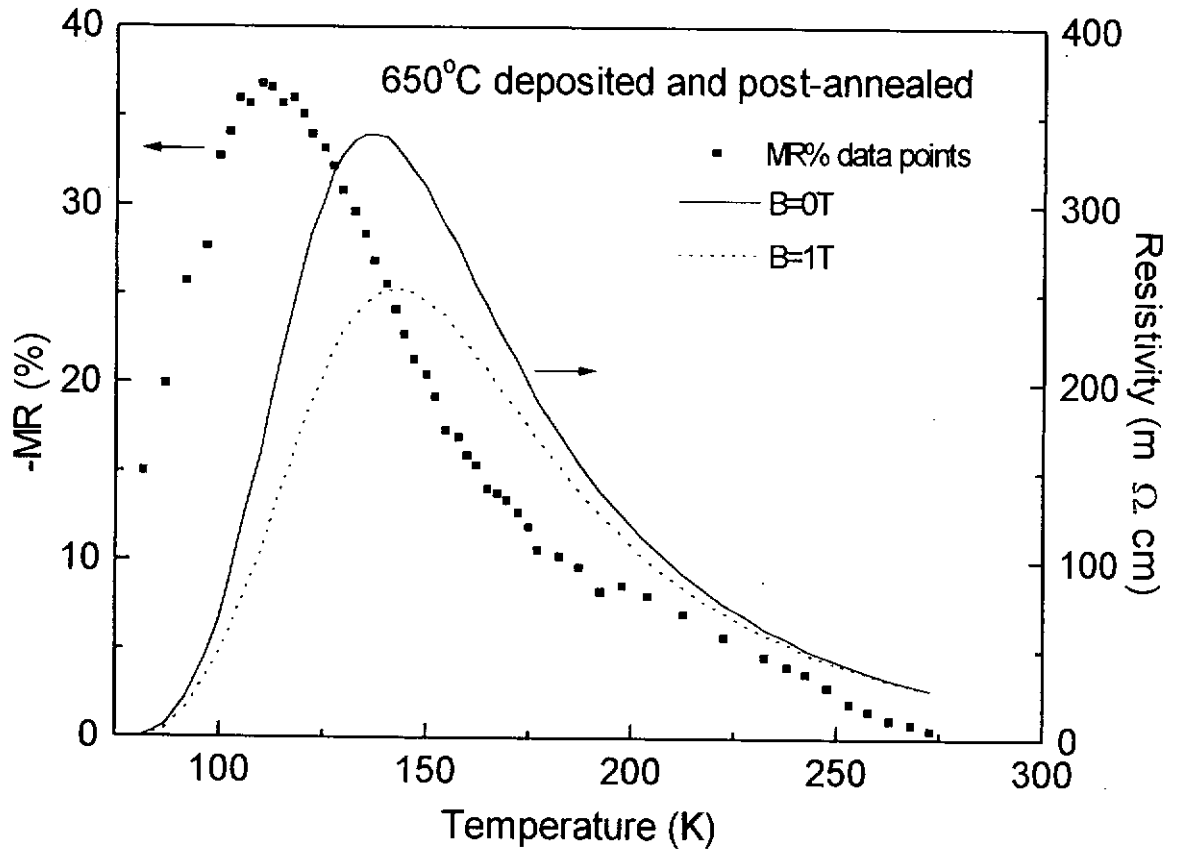 650°C deposited and post-annealed
MR% data points
B=0T
B=1T
-MR (%)
40
30
20
10
0
Resistivity (m Ω. cm)
400
300
200
100
0
100 150 200 250 300
Temperature (K)